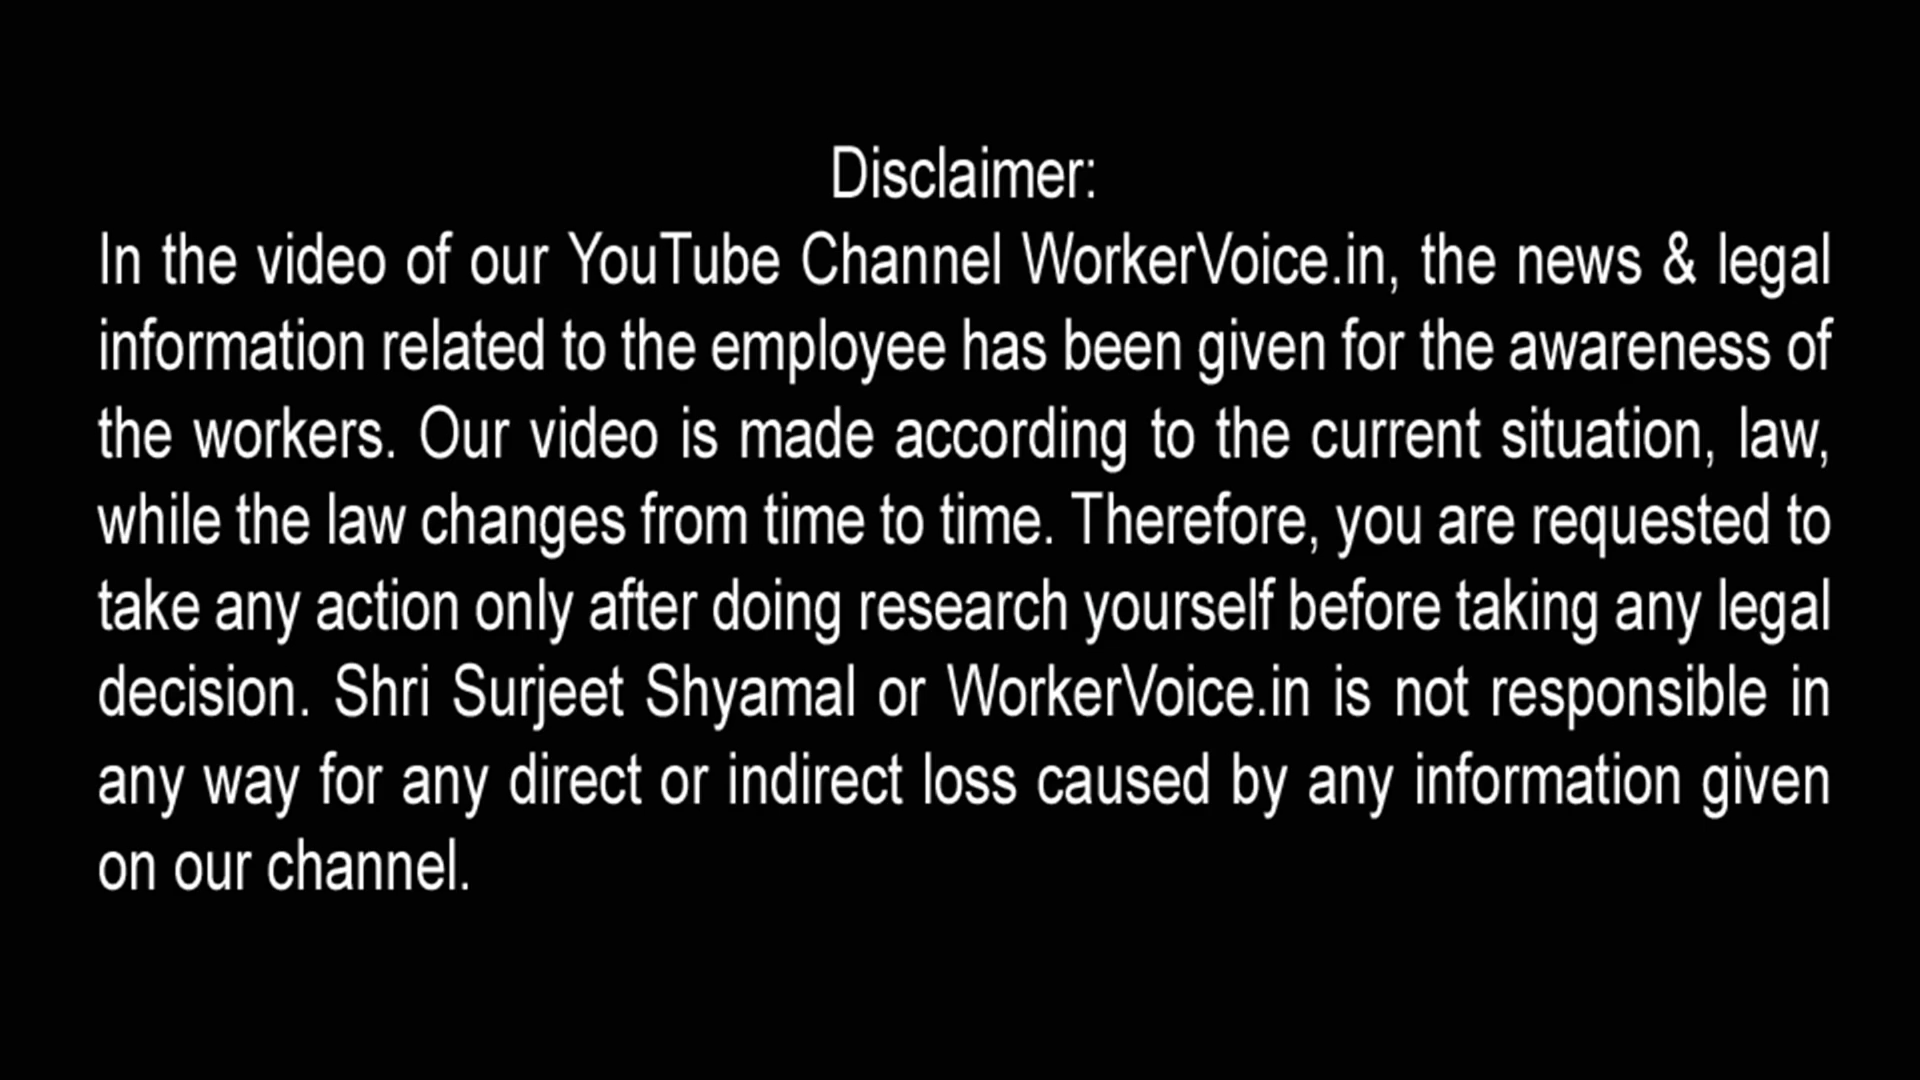 Disclaimer:
In the video of our YouTube Channel WorkerVoice.in, the news & legal
information related to the employee has been given for the awareness of
the workers. Our video is made according to the current situation, law,
while the law changes from time to time. Therefore, you are requested to
take any action only after doing research yourself before taking any legal
decision. Shri Surjeet Shyamal or WorkerVoice.in is not responsible in
any way for any direct or indirect loss caused by any information given
on our channel.